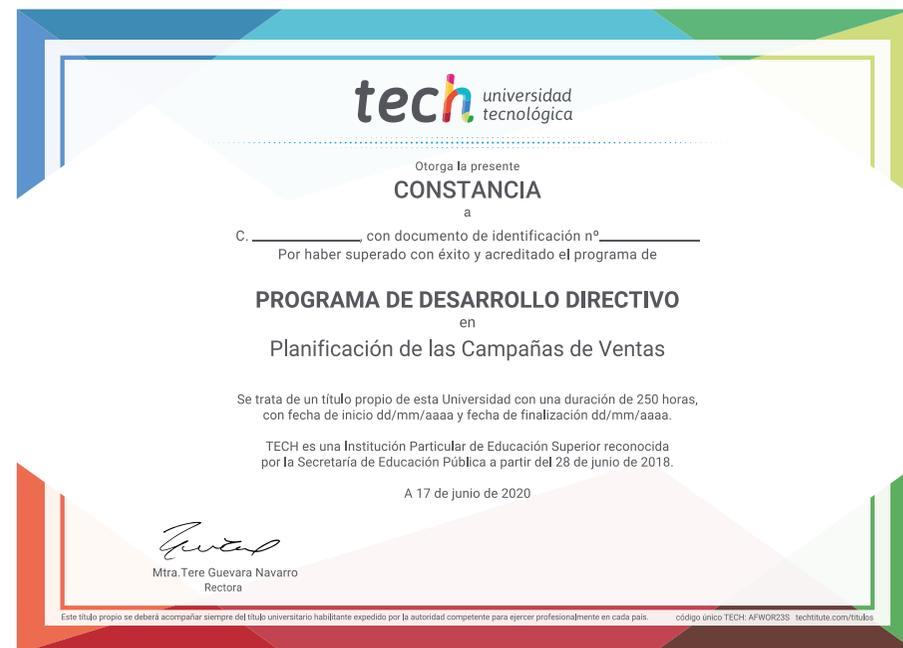 tech universidad
tecnológica
Otorga la presente
CONSTANCIA
a
C. ____________, con documento de identificación nº____________
Por haber superado con éxito y acreditado el programa de
PROGRAMA DE DESARROLLO DIRECTIVO
en
Planificación de las Campañas de Ventas
Se trata de un título propio de esta Universidad con una duración de 250 horas,
con fecha de inicio dd/mm/aaaa y fecha de finalización dd/mm/aaaa.
TECH es una Institución Particular de Educación Superior reconocida
por la Secretaría de Educación Pública a partir del 28 de junio de 2018.
A 17 de junio de 2020
Mtra.Tere Guevara Navarro
Rectora
Este título propio se deberá acompañar siempre del título universitario habilitante expedido por la autoridad competente para ejercer profesionalmente en cada país. código único TECH: AFWOR23S techtitute.com/titulos